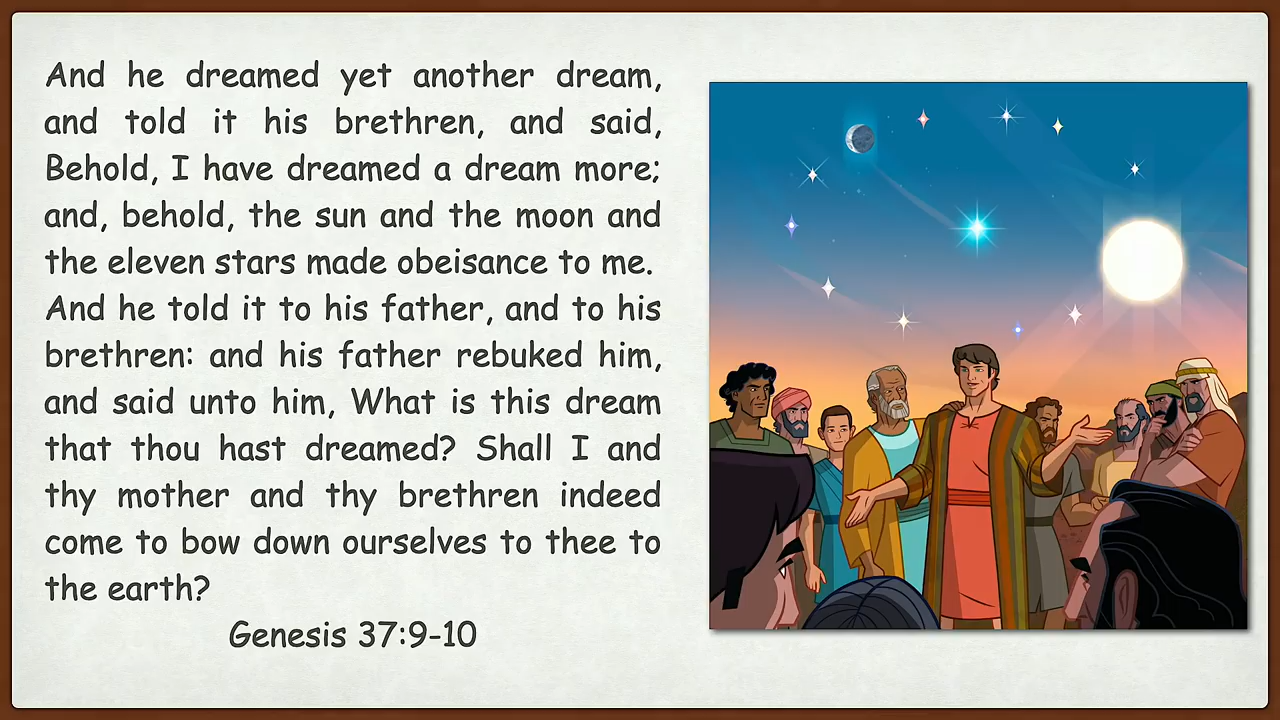 And he dreamed yet another dream,
and told it his brethren, and said,
Behold, I have dreamed a dream more;
and, behold, the sun and the moon and
the eleven stars made obeisance to me.
And he told it to his father, and to his
brethren: and his father rebuked him,
and said unto him, What is this dream
that thou hast dreamed? Shall I and
thy mother and thy brethren indeed
come to bow down ourselves to thee to
the earth?
Genesis 37:9-10